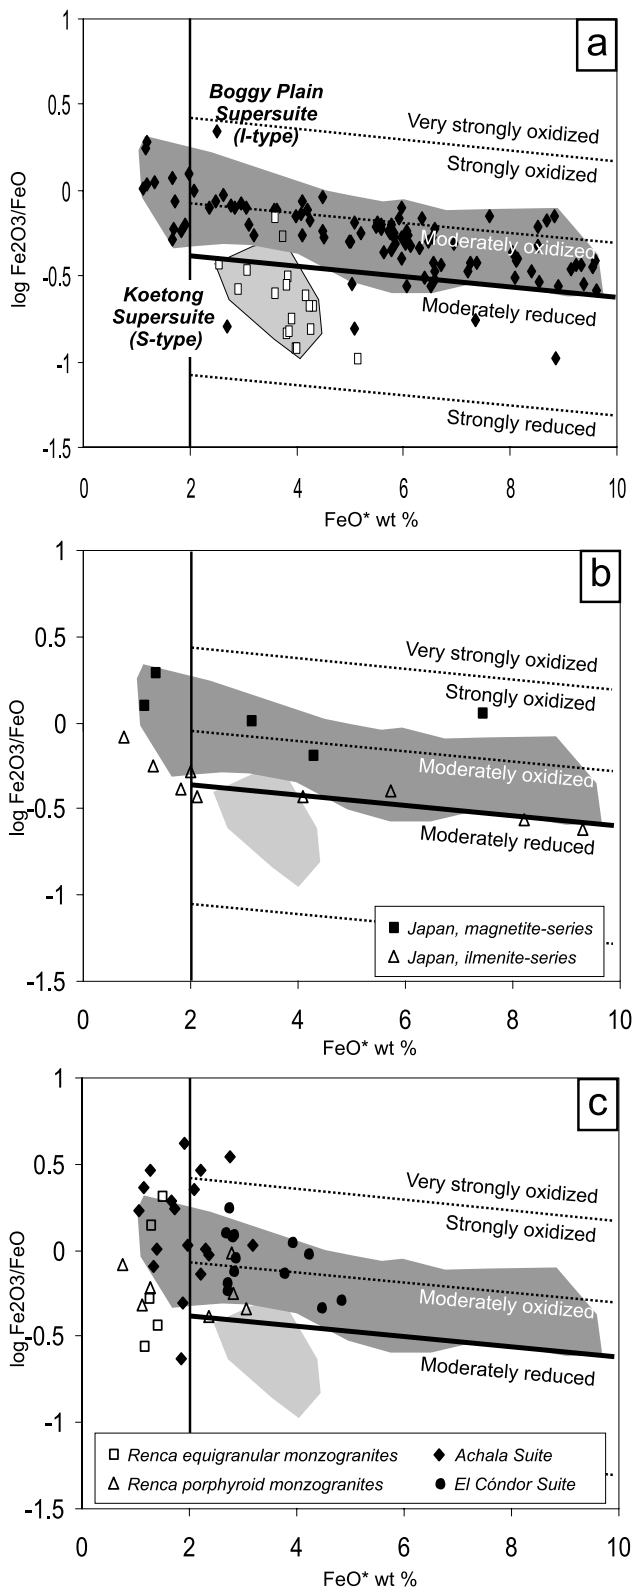 a
1
0.5
0
-0.5
-1
-1.5
log Fe2O3/FeO
Boggy Plain
Supersuite
(I-type)
Very strongly oxidized
Strongly oxidized
Moderately oxidized
Koetong
Supersuite
(S-type)
Moderately reduced
Strongly reduced
0 2 4 6 8 10
FeO* wt %
b
1
0.5
0
-0.5
-1
-1.5
log Fe2O3/FeO
Very strongly oxidized
Strongly oxidized
Moderately oxidized
Moderately reduced
Japan, magnetite-series
Japan, ilmenite-series
0 2 4 6 8 10
FeO* wt %
c
1
0.5
0
-0.5
-1
-1.5
log Fe2O3/FeO
Very strongly oxidized
Strongly oxidized
Moderately oxidized
Moderately reduced
Renca equigranular monzogranites Achala Suite
Renca porphyroid monzogranites El Cóndor Suite
0 2 4 6 8 10
FeO* wt %